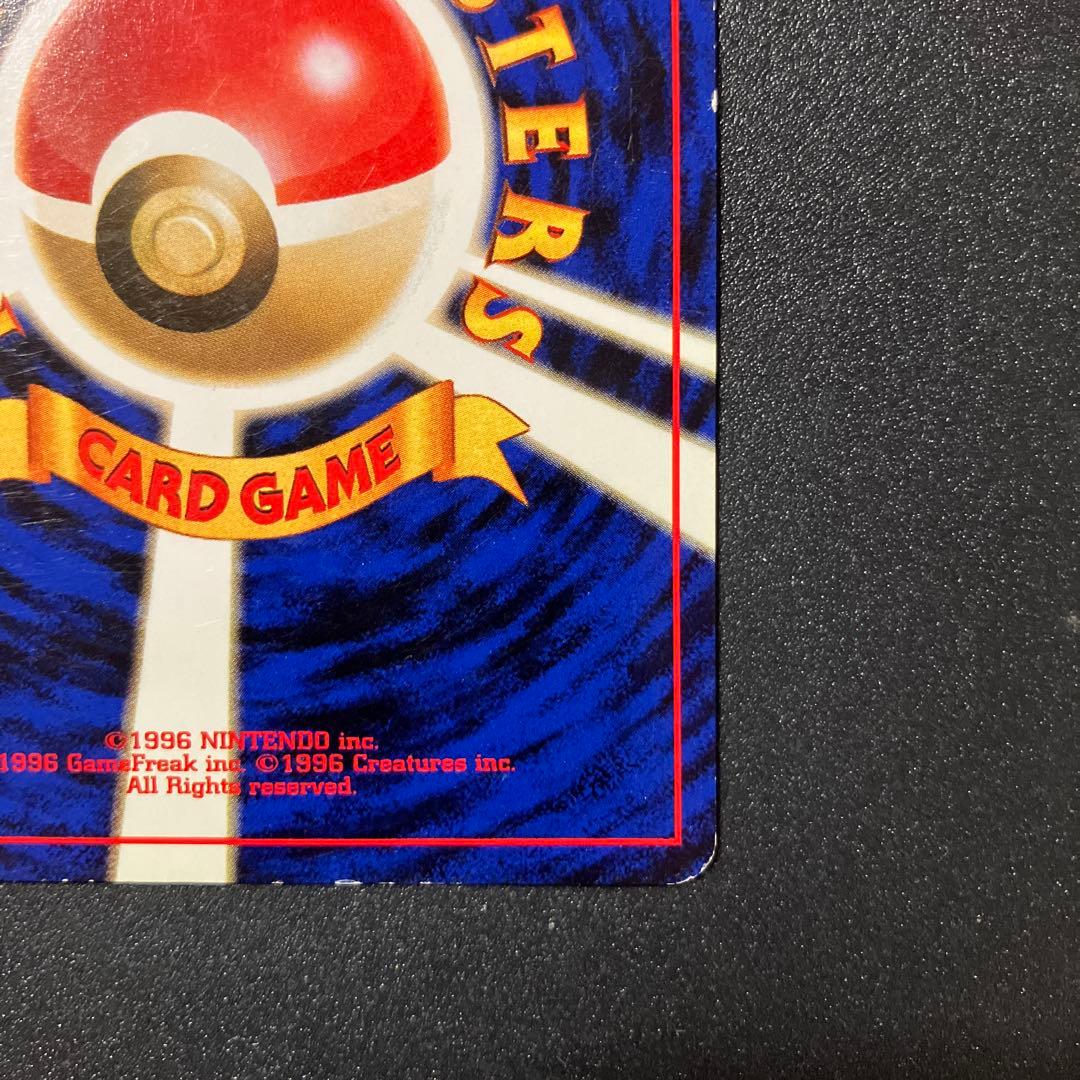 TERS
CARD GAME
©1996 NINTENDO inc.
1996 GameFreak inc. ©1996 Creatures inc.
All Rights reserved.